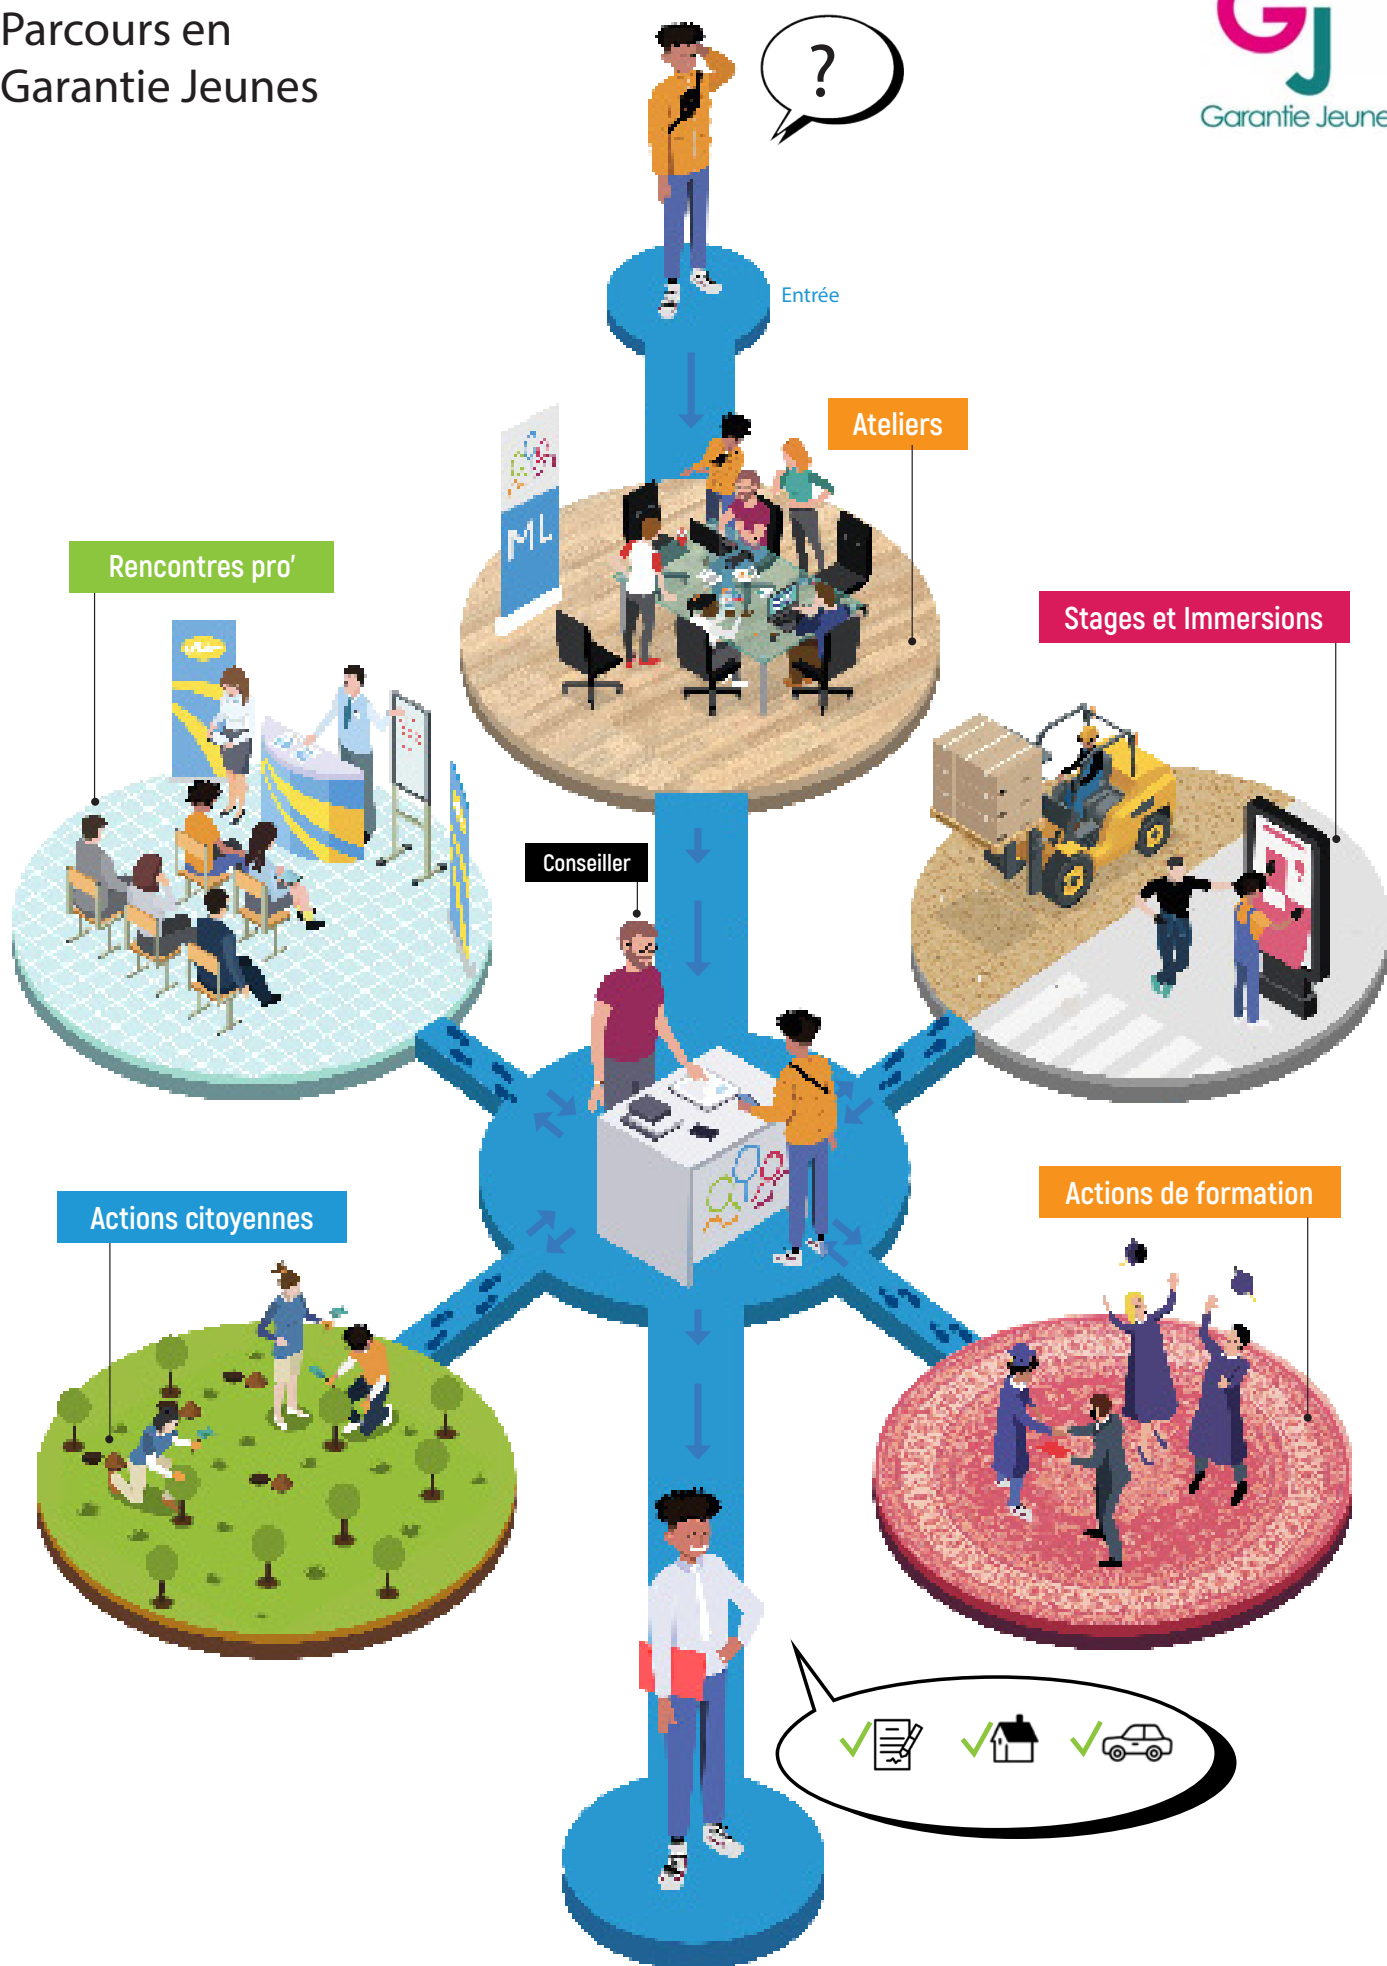 Parcours en
Garantie Jeunes
?
GJ
Garantie Jeune
Entrée
Ateliers
ML
Rencontres pro'
Stages et Immersions
Conseiller
Actions citoyennes
Actions de formation